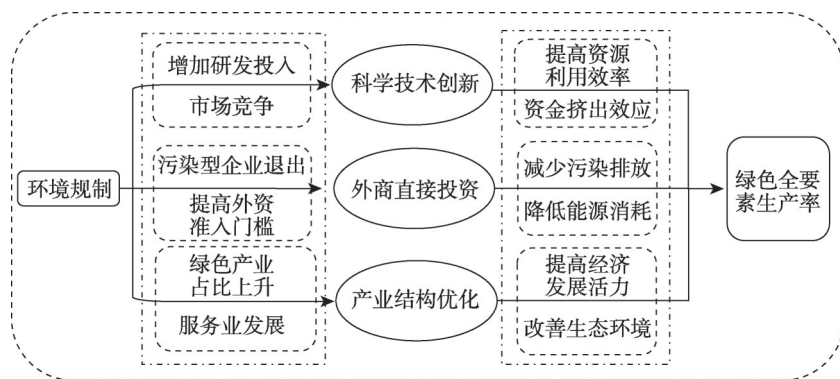 环境规制
增加研发投入
市场竞争
污染型企业退出
提高外资
准入门槛
绿色产业
占比上升
服务业发展
科学技术创新
外商直接投资
产业结构优化
提高资源
利用效率
资金挤出效应
减少污染排放
降低能源消耗
提高经济
发展活力
改善生态环境
绿色全要
素生产率